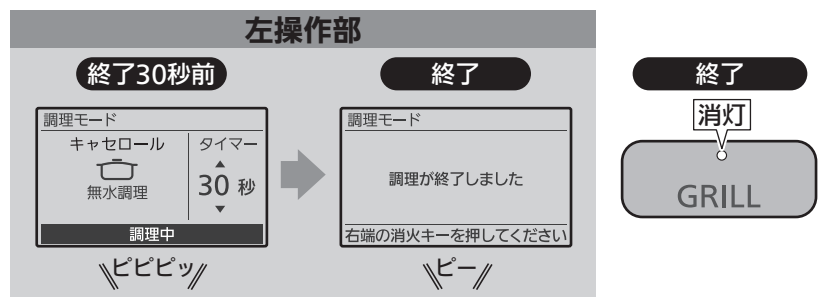 左操作部
終了30秒前
調理モード
キャセロール
無水調理
タイマー
30 秒
調理中
ピピピッ
終了
調理モード
調理が終了しました
右端の消火キーを押してください
ピー
終了
消灯
GRILL